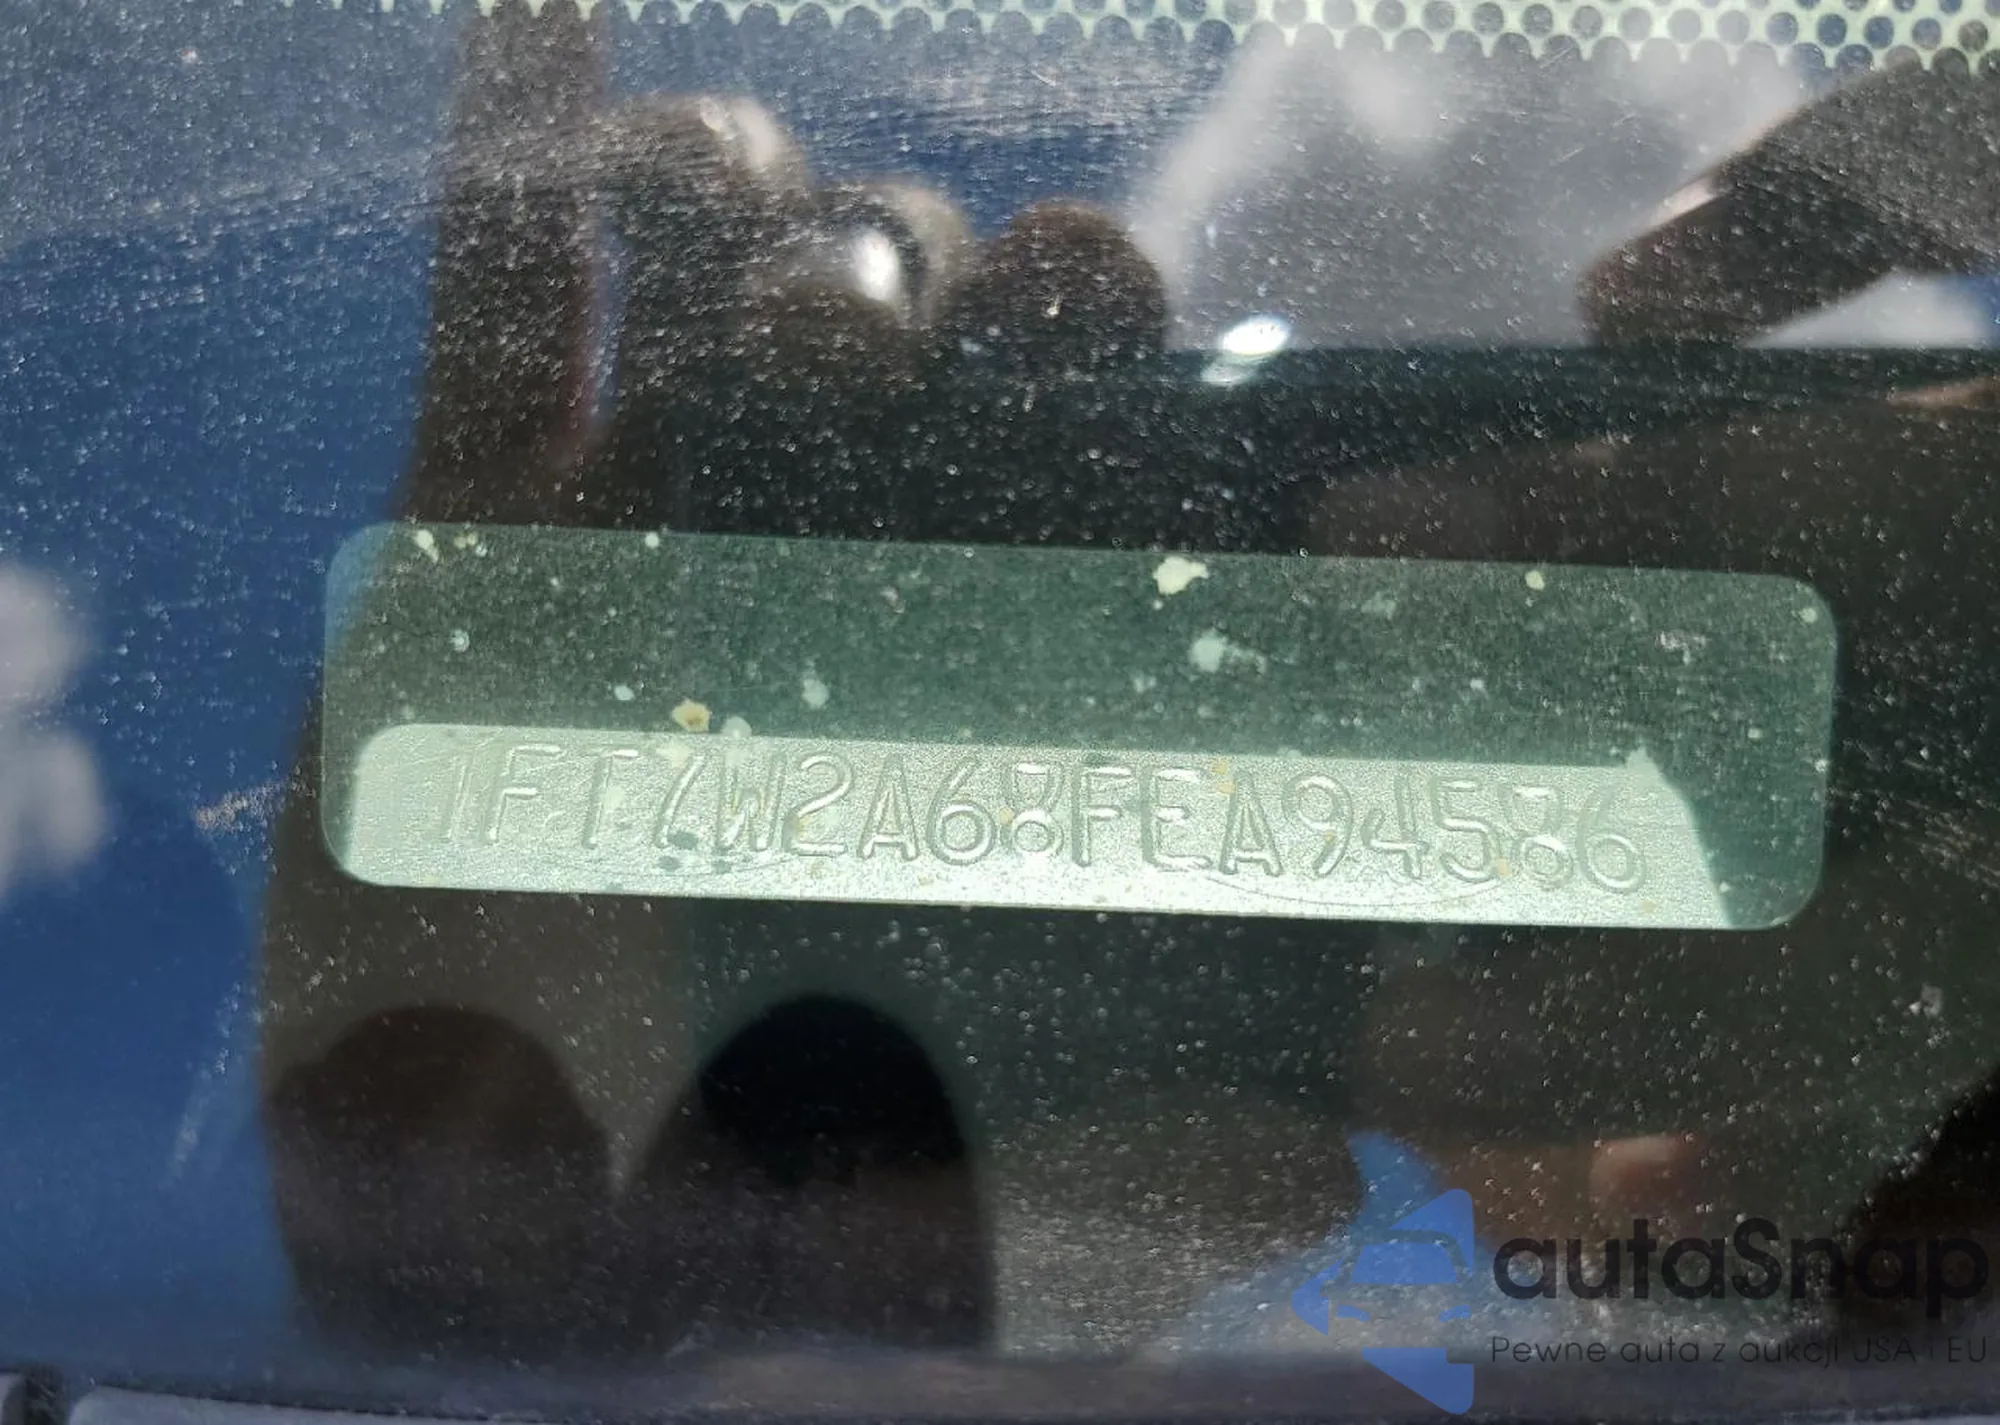 1FT7W2A68FEA94586
autaSnap
Pewne auta z aukcji USA i EU